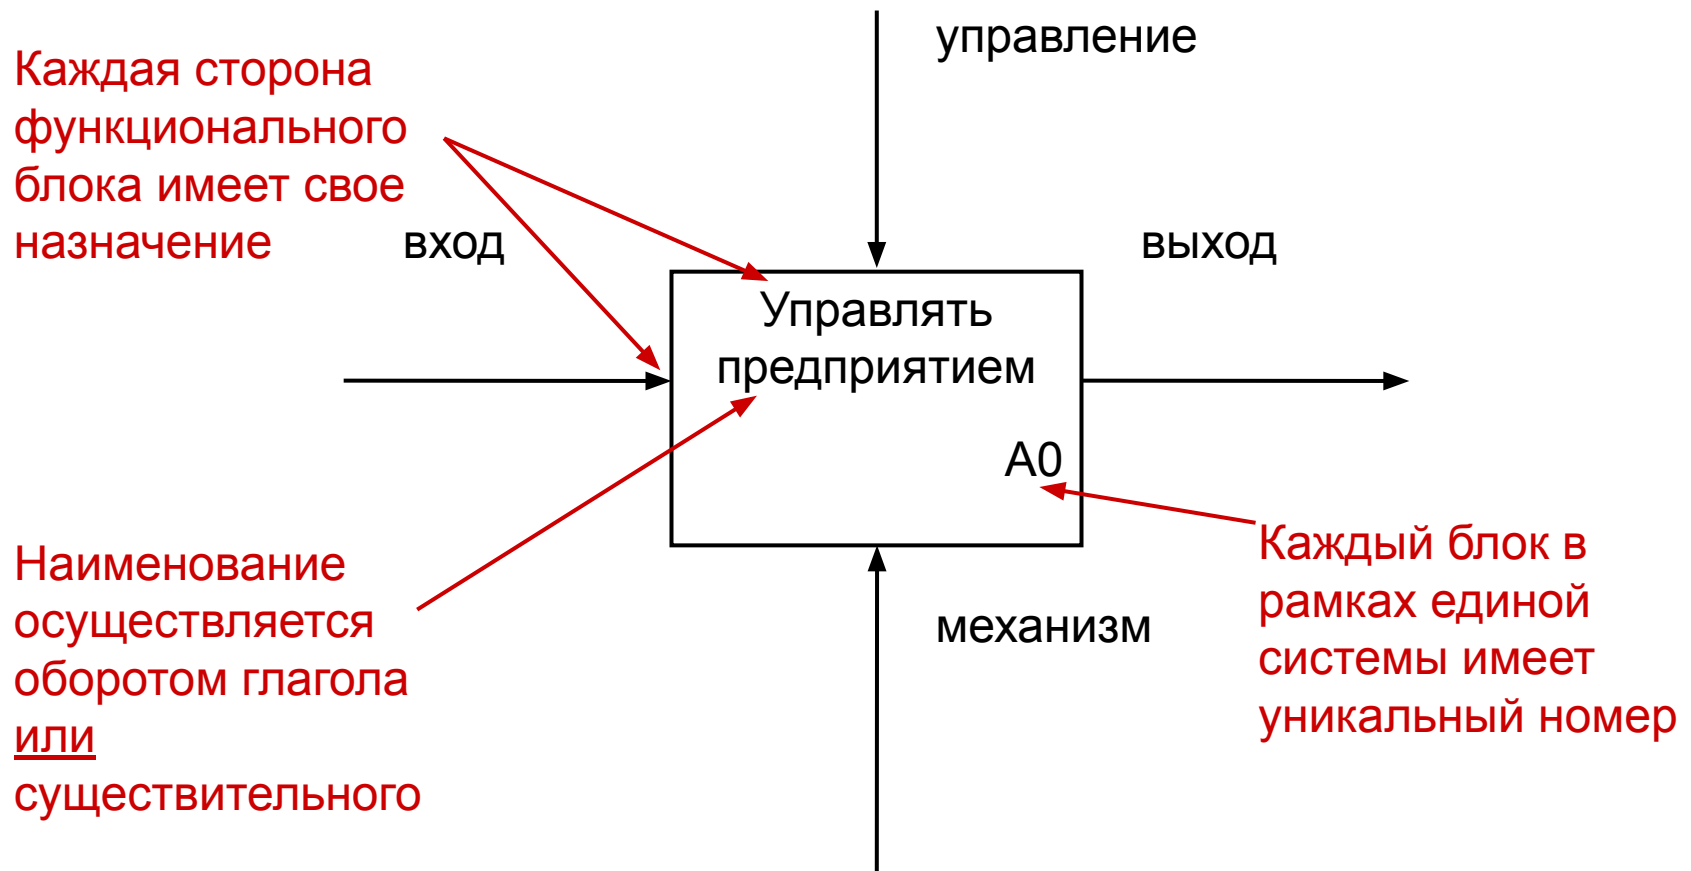 управление
Каждая сторона
функционального
блока имеет свое
назначение
вход
выход
Управлять
предприятием
A0
Наименование
осуществляется
оборотом глагола
или
существительного
механизм
Каждый блок в
рамках единой
системы имеет
уникальный номер